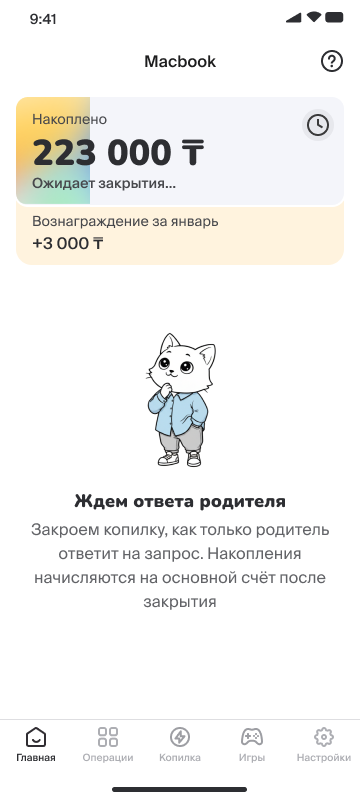 9:41
Macbook
Накоплено
223 000 ₸
Ожидает закрытия...
Вознаграждение за январь
+3 000 ₸
Ждем ответа родителя
Закроем копилку, как только родитель
ответит на запрос. Накопления
начисляются на основной счёт после
закрытия
Главная Операции Копилка Игры Настройки